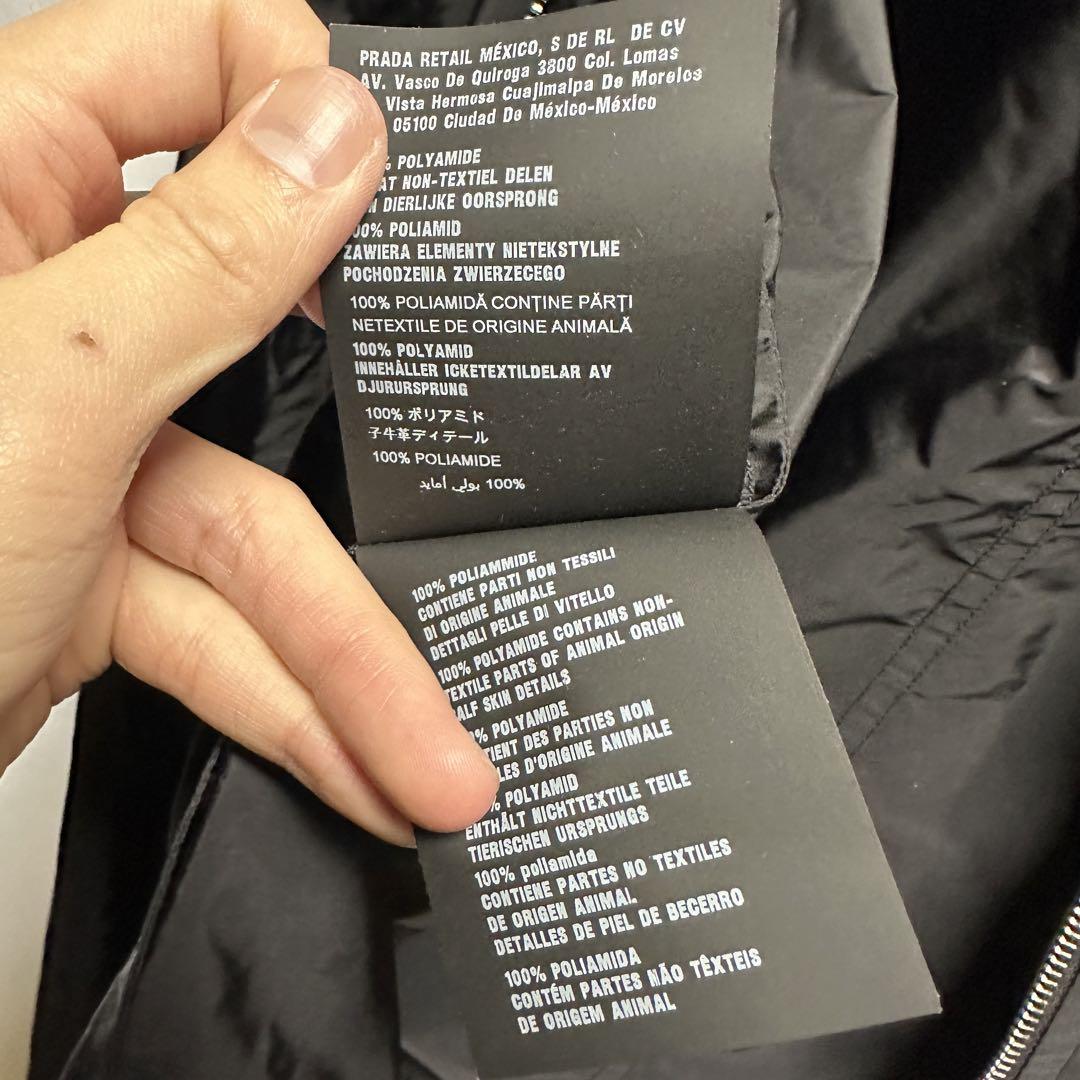 PRADA RETAIL MÉXICO, S DE RL DE CV
AV. Vasco De Quiroga 3800 Col. Lomas
Vista Hermosa Cuajimalpa De Morelos
05100 Ciudad De México-México
% POLYAMIDE
AT NON-TEXTIEL DELEN
DIERLIJKE OORSPRONG
00% POLIAMID
ZAWIERA ELEMENTY NIETEKSTYLNE
POCHODZENIA ZWIERZECEGO
100% POLIAMIDĂ CONȚINE PĂRȚI
NETEXTILE DE ORIGINE ANIMALĂ
100% POLYAMID
INNEHÅLLER ICKETEXTILDELAR AV
DJURURSPRUNG
100% ポリアミド
子牛革ディテール
100% POLIAMIDE
100% بولي أمايد
100% POLIAMMIDE
CONTIENE PARTI NON TESSILI
DI ORIGINE ANIMALE
DETTAGLI PELLE DI VITELLO
100% POLYAMIDE CONTAINS NON-
TEXTILE PARTS OF ANIMAL ORIGIN
ALF SKIN DETAILS
% POLYAMIDE
TIENT DES PARTIES NON
LES D'ORIGINE ANIMALE
% POLYAMID
ENTHÄLT NICHTTEXTILE TEILE
TIERISCHEN URSPRUNGS
100% poliamida
CONTIENE PARTES NO TEXTILES
DE ORIGEN ANIMAL
DETALLES DE PIEL DE BECERRO
100% POLIAMIDA
CONTÉM PARTES NÃO TÊXTEIS
DE ORIGEM ANIMAL